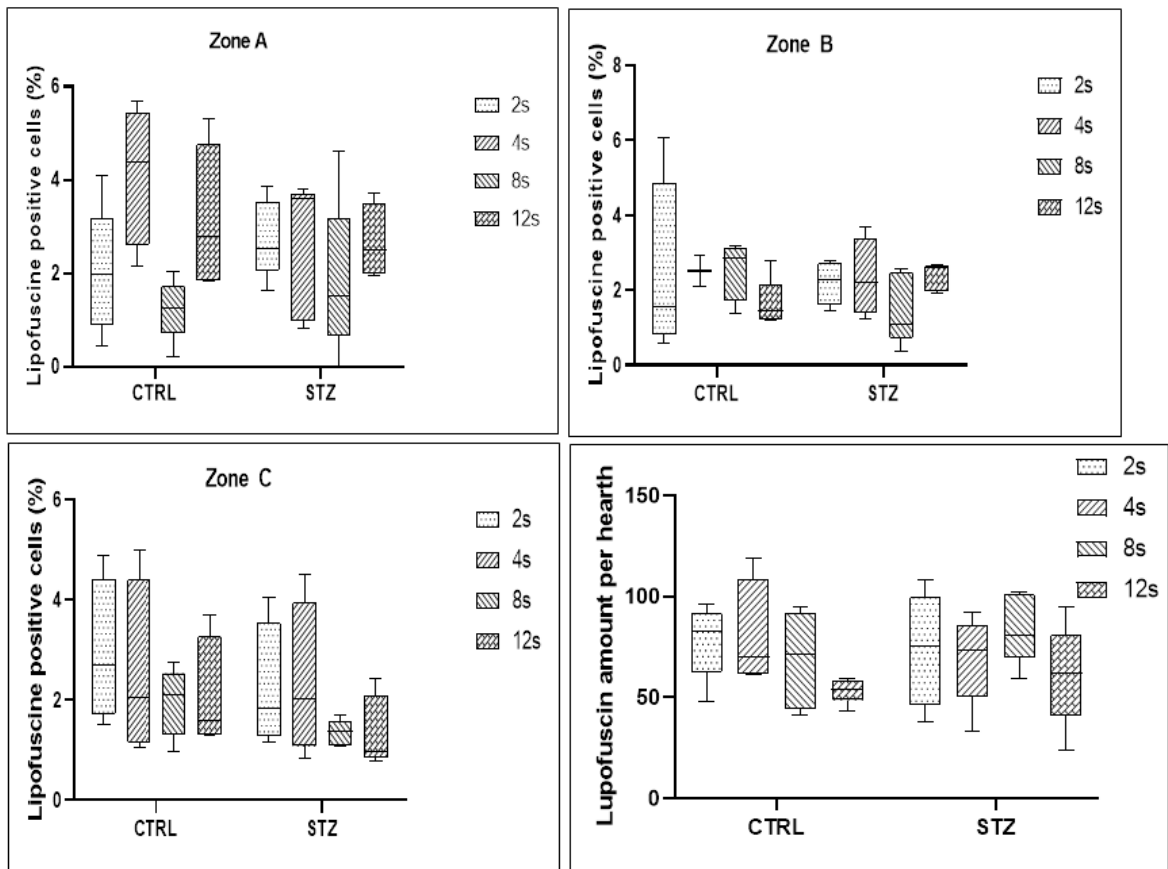 Zone A
Lipofuscine positive cells (%)
6
4
2
0
CTRL
STZ
2s
4s
8s
12s
Zone B
Lipofuscine positive cells (%)
8
6
4
2
0
CTRL
STZ
2s
4s
8s
12s
Zone C
Lipofuscine positive cells (%)
6
4
2
0
CTRL
STZ
2s
4s
8s
12s
Lupofuscin amount per hearth
150
100
50
0
CTRL
STZ
2s
4s
8s
12s